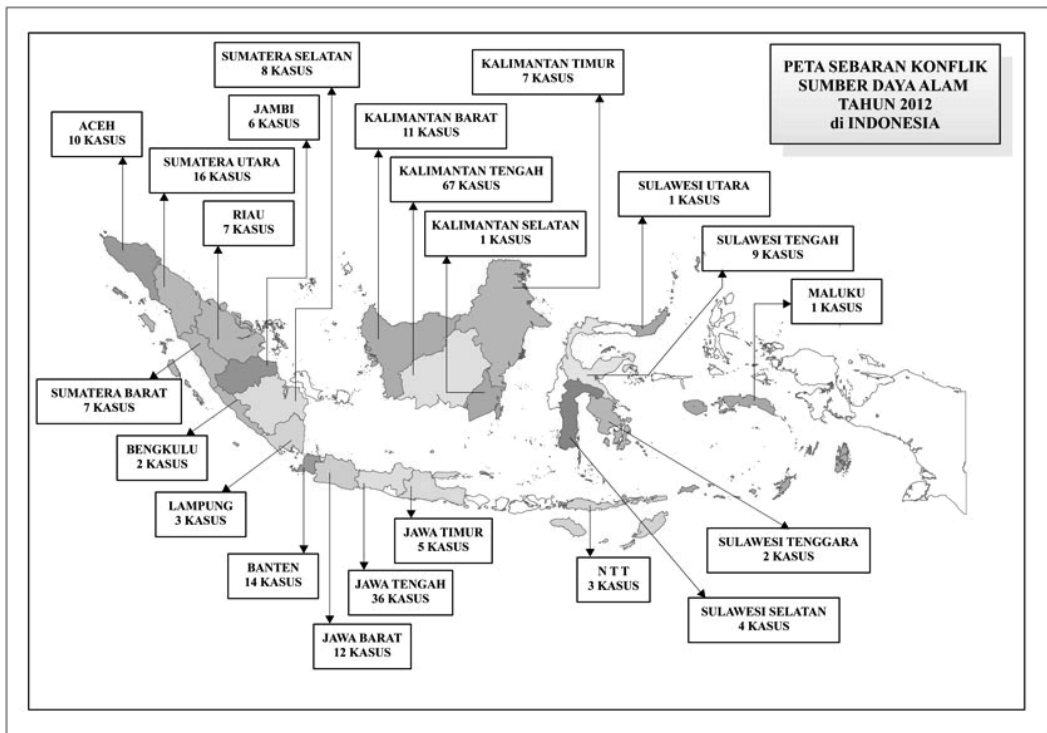 PETA SEBARAN KONFLIK
SUMBER DAYA ALAM
TAHUN 2012
di INDONESIA
SUMATERA SELATAN
8 KASUS
KALIMANTAN TIMUR
7 KASUS
JAMBI
6 KASUS
KALIMANTAN BARAT
11 KASUS
ACEH
10 KASUS
SUMATERA UTARA
16 KASUS
KALIMANTAN TENGAH
67 KASUS
SULAWESI UTARA
1 KASUS
RIAU
7 KASUS
KALIMANTAN SELATAN
1 KASUS
SULAWESI TENGAH
9 KASUS
MALUKU
1 KASUS
SUMATERA BARAT
7 KASUS
BENGKULU
2 KASUS
LAMPUNG
3 KASUS
JAWA TIMUR
5 KASUS
SULAWESI TENGGARA
2 KASUS
BANTEN
14 KASUS
JAWA TENGAH
36 KASUS
N T T
3 KASUS
SULAWESI SELATAN
4 KASUS
JAWA BARAT
12 KASUS